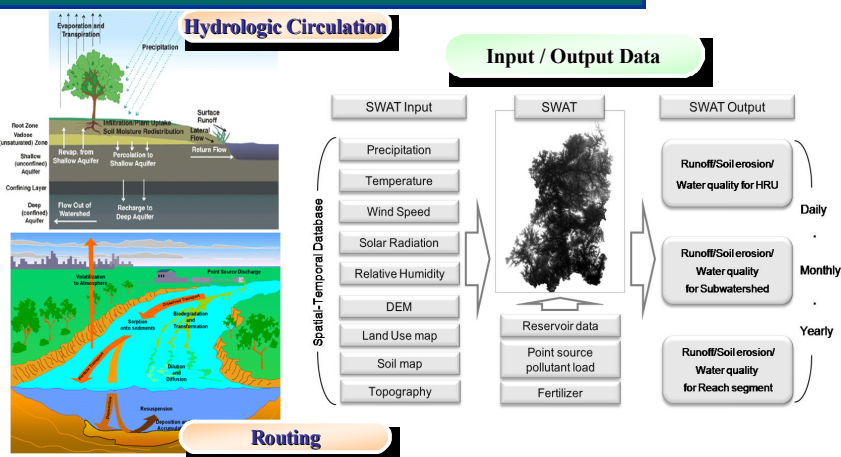 Hydrologic Circulation
Evaporation and
Transpiration
Precipitation
Infiltration/Plant Uptake
Soil Moisture Redistribution
Surface
Runoff
Lateral
Flow
Return Flow
Root Zone
Vadose
(unsaturated) Zone
Shallow
(unconfined)
Aquifer
Revap. from
Shallow Aquifer
Percolation to
Shallow Aquifer
Confining Layer
Deep
(confined)
Aquifer
Flow Out of
Watershed
Recharge to
Deep Aquifer
Volatilization
to Atmosphere
Point Source Discharge
Dissolved Transport
Sorption
onto sediments
Biodegradation
and
Transformation
Dilution
and
Diffusion
Resuspension
Deposition
Routing
Input / Output Data
SWAT Input
SWAT
SWAT Output
Spatial-Temporal Database
Precipitation
Temperature
Wind Speed
Solar Radiation
Relative Humidity
DEM
Land Use map
Soil map
Topography
Reservoir data
Point source
pollutant load
Fertilizer
Runoff/Soil erosion/
Water quality for HRU
Runoff/Soil erosion/
Water quality
for Subwatershed
Runoff/Soil erosion/
Water quality
for Reach segment
Daily
.
Monthly
.
Yearly